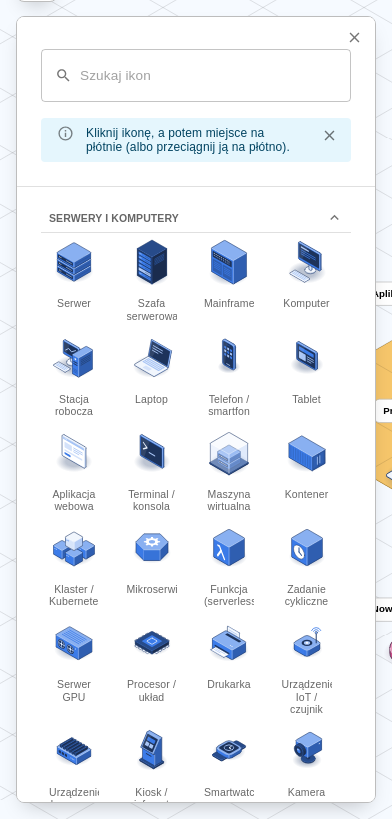 Szukaj ikon
Kliknij ikonę, a potem miejsce na
płótnie (albo przeciągnij ją na płótno).
SERWERY I KOMPUTERY
Serwer
Szafa
serwerowa
Mainframe
Komputer
Stacja
robocza
Laptop
Telefon /
smartfon
Tablet
Aplikacja
webowa
Terminal /
konsola
Maszyna
wirtualna
Kontener
Klaster /
Kubernete
Mikroserwi
Funkcja
(serverless
Zadanie
cykliczne
Serwer
GPU
Procesor /
układ
Drukarka
Urządzenie
IoT /
czujnik
Urządzenie
Kiosk /
Smartwatc
Kamera
Aplik
Pr
Now